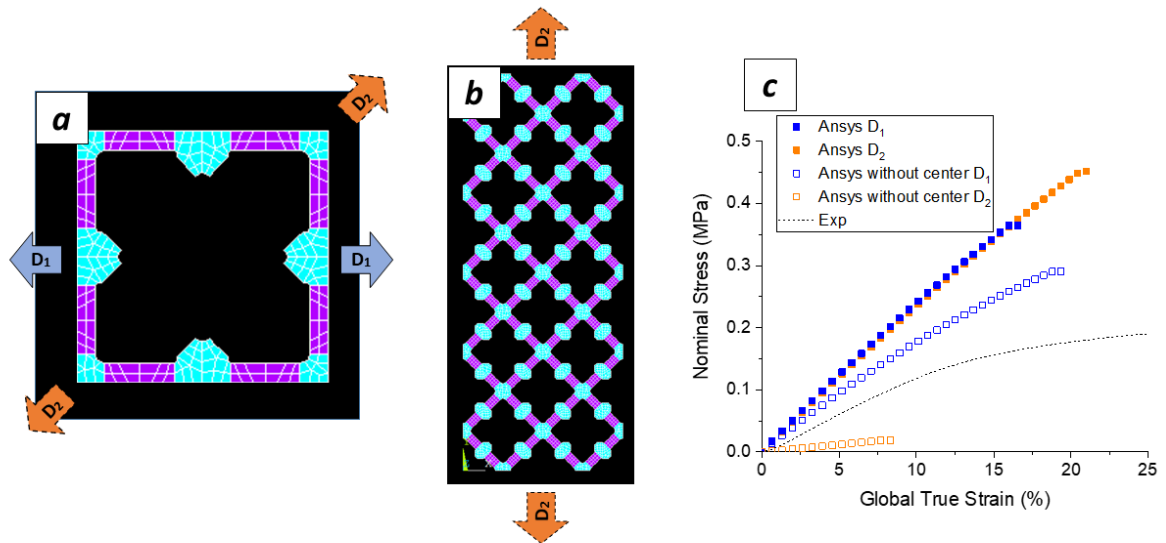 a
D2
D1
D1
D2
b
D2
D2
c
Ansys D1
Ansys D2
Ansys without center D1
Ansys without center D2
Exp
Nominal Stress (MPa)
0.5
0.4
0.3
0.2
0.1
0.0
0 5 10 15 20 25
Global True Strain (%)